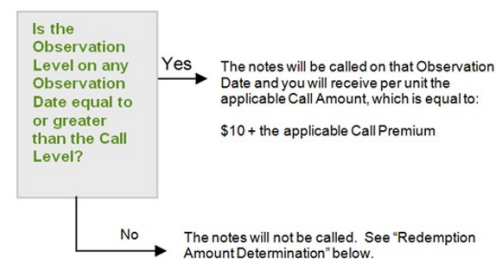 Is the
Observation
Level on any
Observation
Date equal to
or greater
than the Call
Level?
Yes
The notes will be called on that Observation
Date and you will receive per unit the
applicable Call Amount, which is equal to:
$10 + the applicable Call Premium
No
The notes will not be called. See “Redemption
Amount Determination” below.